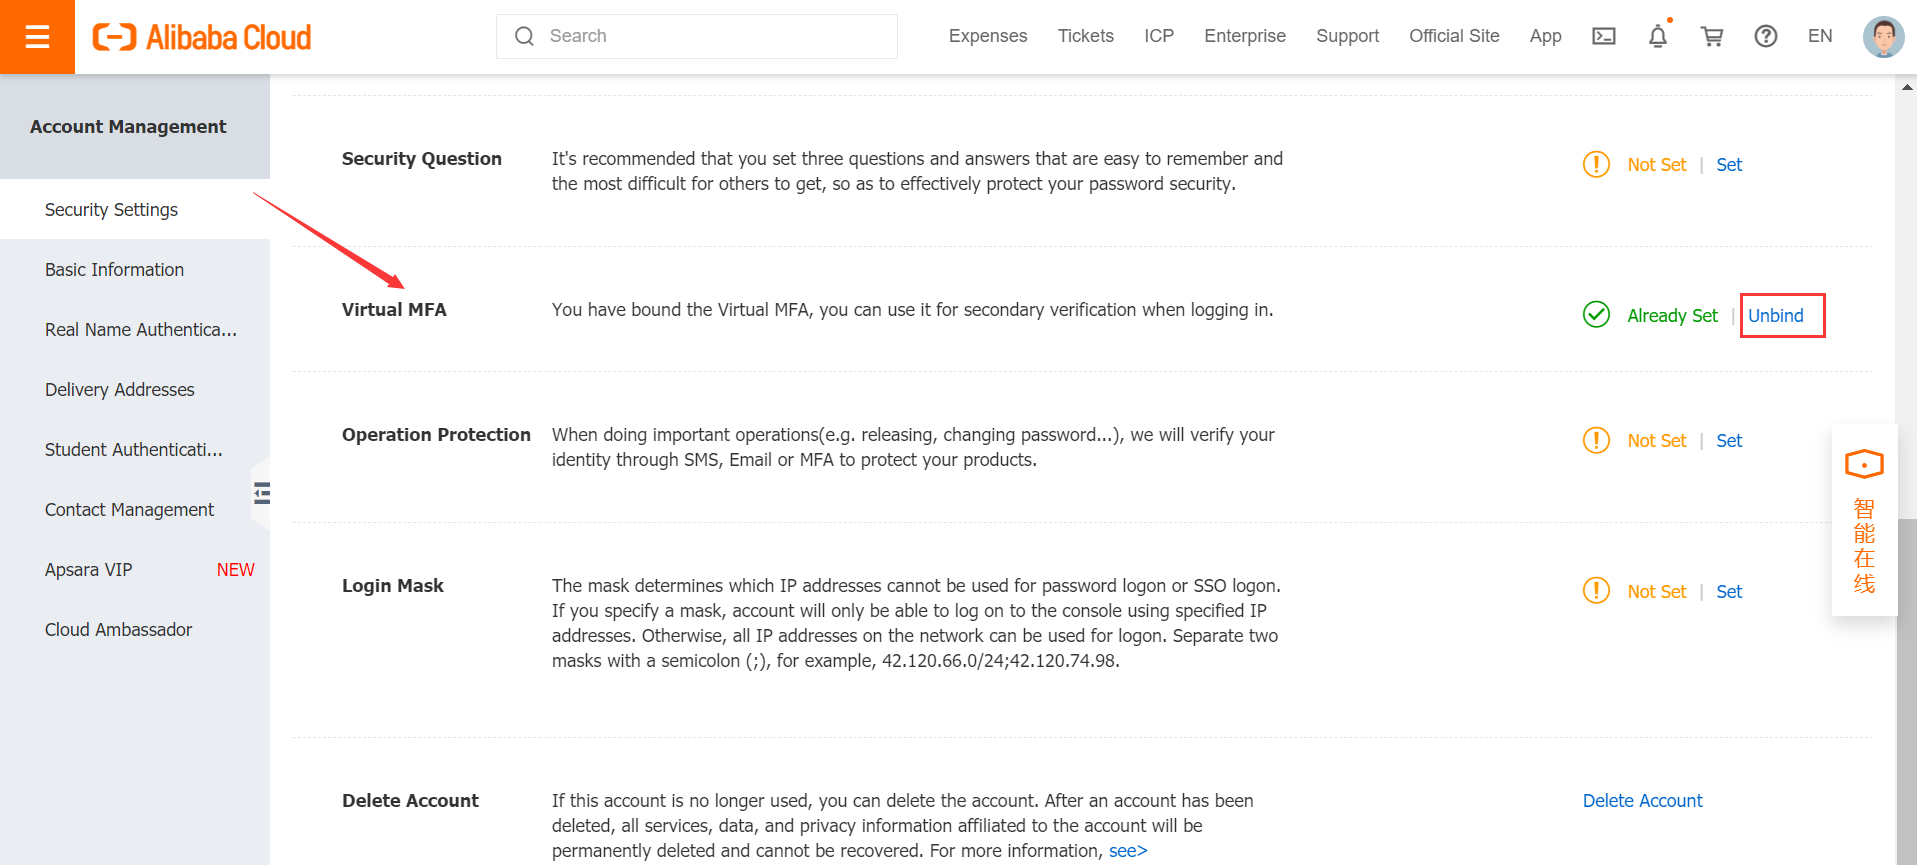 Alibaba Cloud
Search
Expenses
Tickets
ICP
Enterprise
Support
Official Site
App
EN
Account Management
Security Settings
Basic Information
Real Name Authentica...
Delivery Addresses
Student Authenticati...
Contact Management
Apsara VIP NEW
Cloud Ambassador
Security Question
It's recommended that you set three questions and answers that are easy to remember and
the most difficult for others to get, so as to effectively protect your password security.
Not Set | Set
Virtual MFA
You have bound the Virtual MFA, you can use it for secondary verification when logging in.
Already Set | Unbind
Operation Protection
When doing important operations(e.g. releasing, changing password...), we will verify your
identity through SMS, Email or MFA to protect your products.
Not Set | Set
Login Mask
The mask determines which IP addresses cannot be used for password logon or SSO logon.
If you specify a mask, account will only be able to log on to the console using specified IP
addresses. Otherwise, all IP addresses on the network can be used for logon. Separate two
masks with a semicolon (;), for example, 42.120.66.0/24;42.120.74.98.
Not Set | Set
Delete Account
If this account is no longer used, you can delete the account. After an account has been
deleted, all services, data, and privacy information affiliated to the account will be
permanently deleted and cannot be recovered. For more information, see>
Delete Account
智能在线